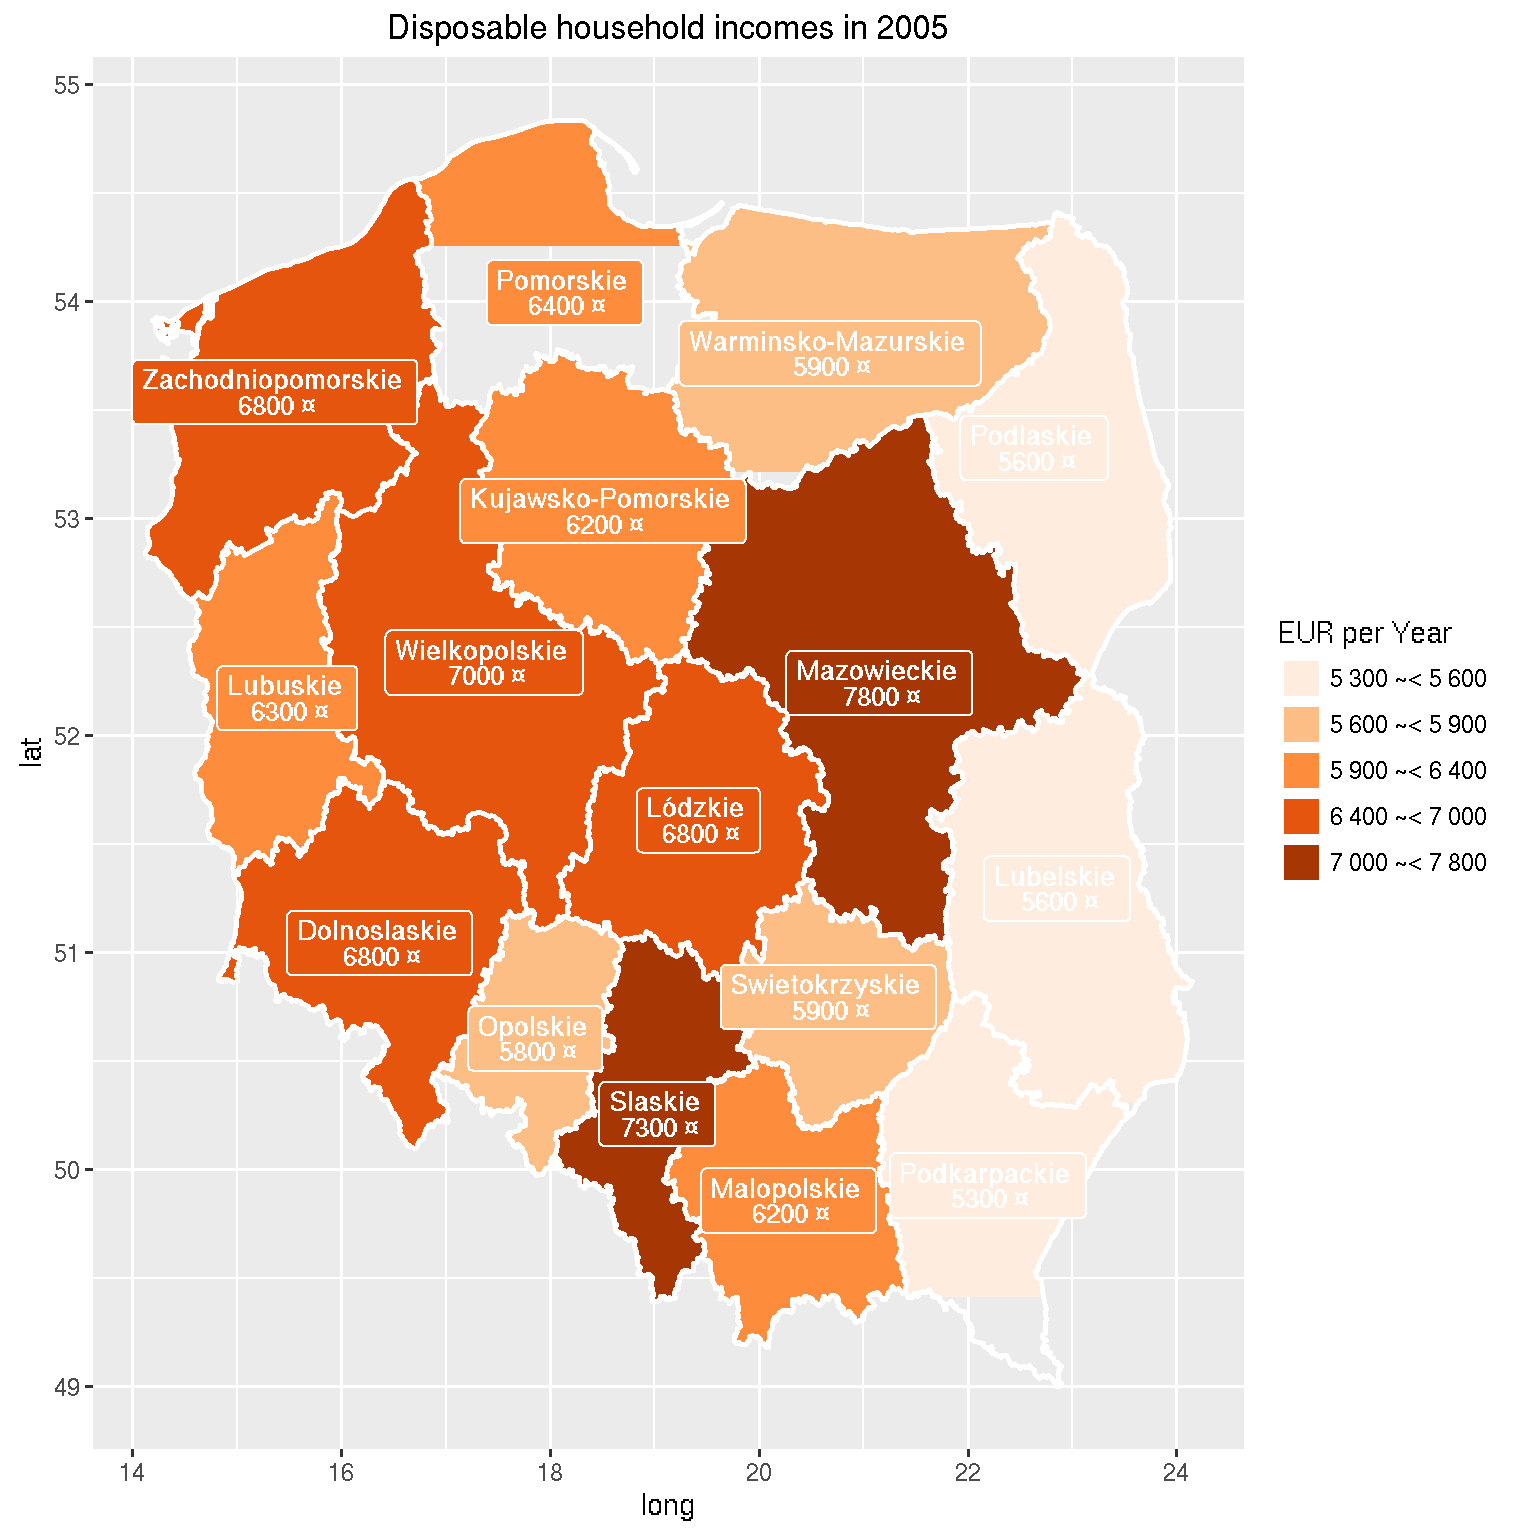 Disposable household incomes in 2005
55
54
53
52
51
50
49
lat
14
16
18
20
22
24
long
Pomorskie
6400 ¤
Warminsko-Mazurskie
5900 ¤
Zachodniopomorskie
6800 ¤
Podlaskie
5600 ¤
Kujawsko-Pomorskie
6200 ¤
Wielkopolskie
7000 ¤
Mazowieckie
7800 ¤
Lubuskie
6300 ¤
Lódzkie
6800 ¤
Lubelskie
5600 ¤
Dolnoslaskie
6800 ¤
Swietokrzyskie
5900 ¤
Opolskie
5800 ¤
Slaskie
7300 ¤
Malopolskie
6200 ¤
Podkarpackie
5300 ¤
EUR per Year
5 300 ~< 5 600
5 600 ~< 5 900
5 900 ~< 6 400
6 400 ~< 7 000
7 000 ~< 7 800